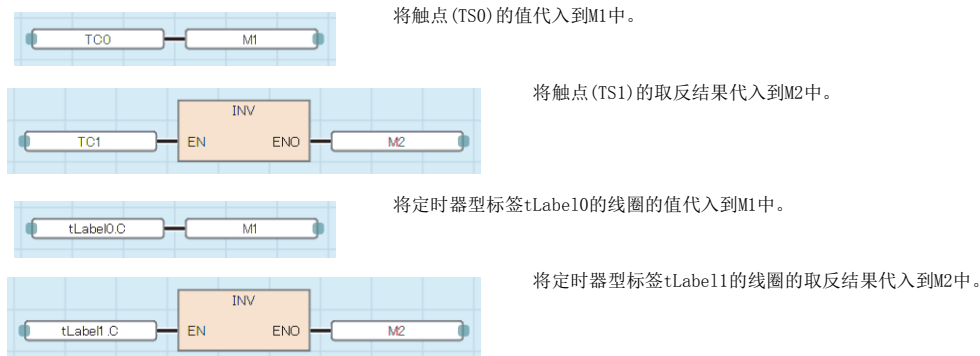 将触点(TS0)的值代入到M1中。
TC0 M1
将触点(TS1)的取反结果代入到M2中。
INV
TC1 EN ENO M2
将定时器型标签tLabel0的线圈的值代入到M1中。
tLabel0.C M1
将定时器型标签tLabel1的线圈的取反结果代入到M2中。
INV
tLabel1.C EN ENO M2